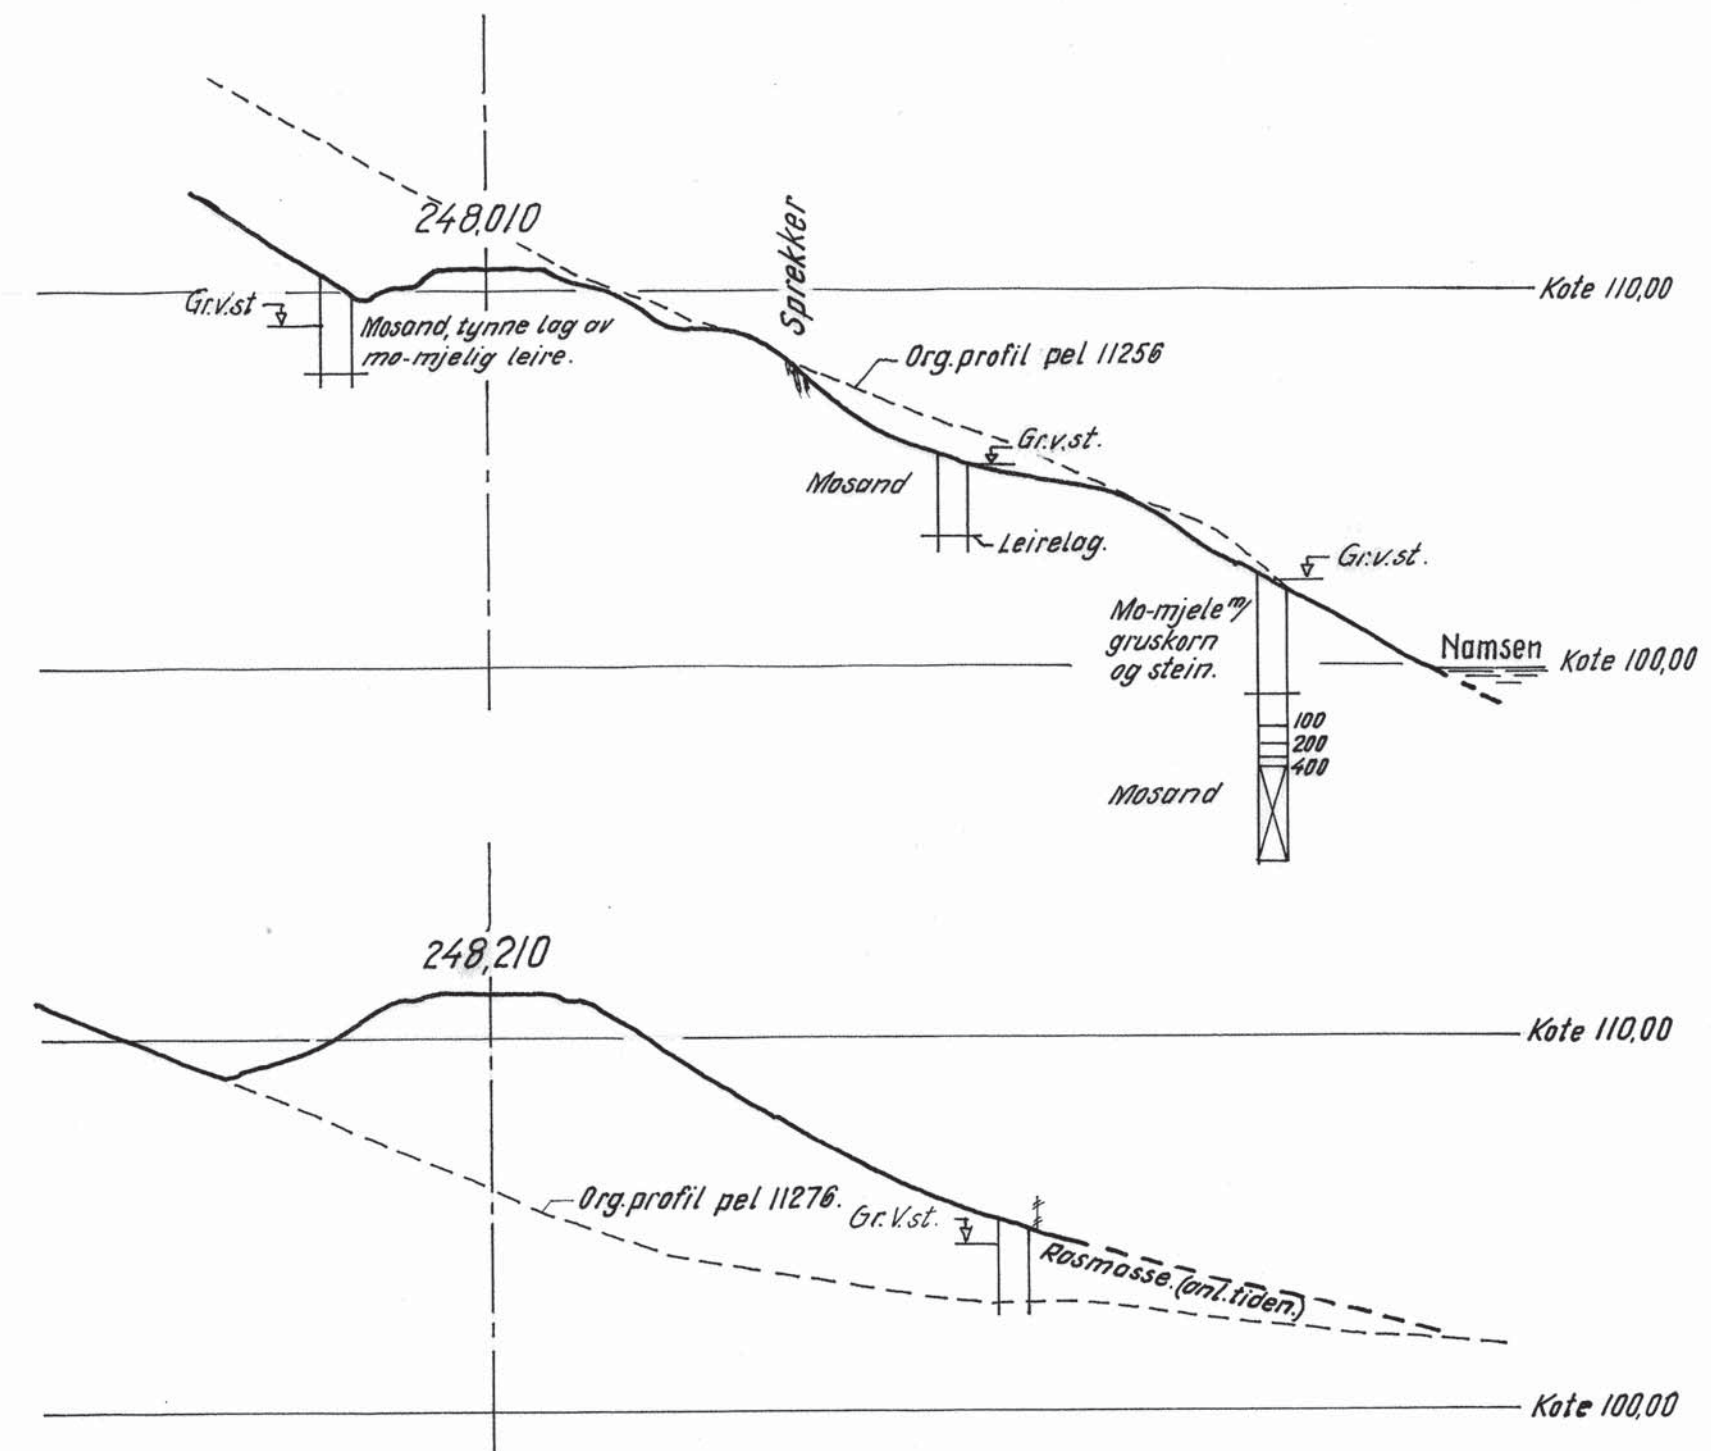 248,010
Sprekker
Kote 110,00
Gr.v.st
Mosand, tynne lag av
mo-mjelig leire.
Org.profil pel 11256
Gr.v.st.
Mosand
Leirelag.
Gr.v.st.
Mo-mjele m/
gruskorn
og stein.
Namsen
Kote 100,00
100
200
400
Mosand
248,210
Kote 110,00
Org.profil pel 11276.
Gr.V.st.
Rasmasse.(anl.tiden.)
Kote 100,00